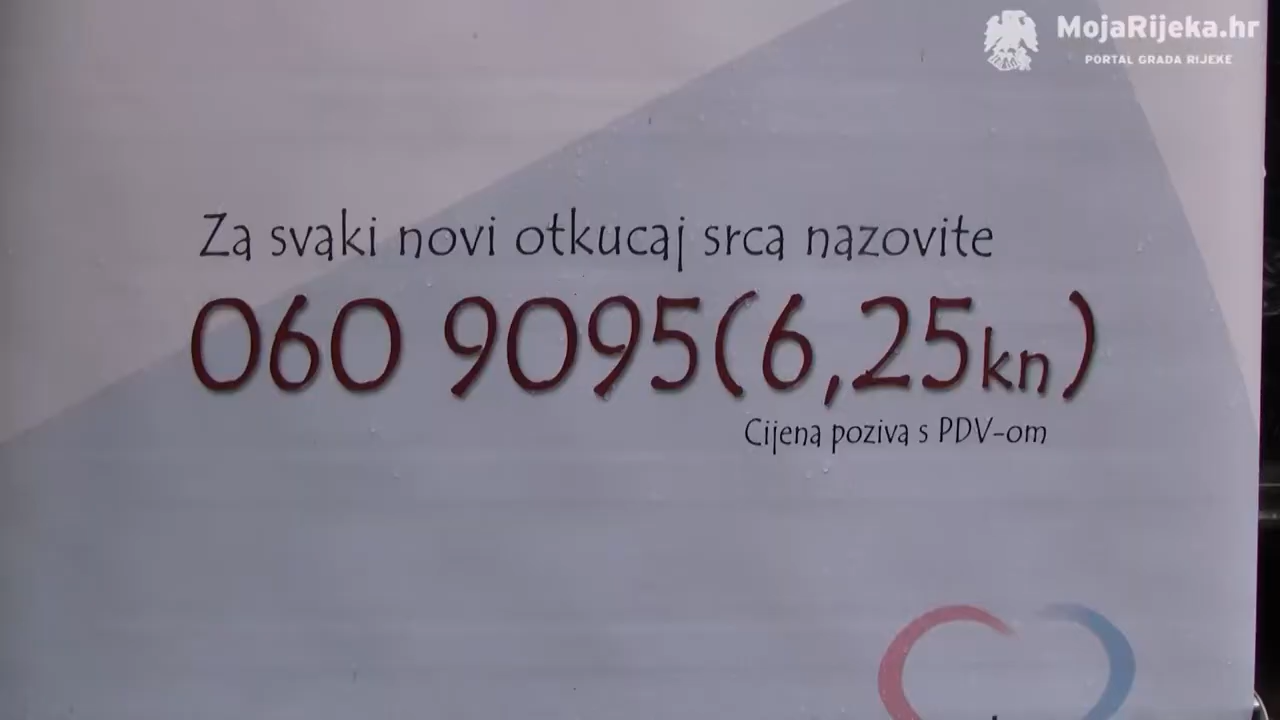 MojaRijeka.hr
PORTAL GRADA RIJEKE
Za svaki novi otkucaj srca nazovite
060 9095(6,25kn)
Cijena poziva s PDV-om